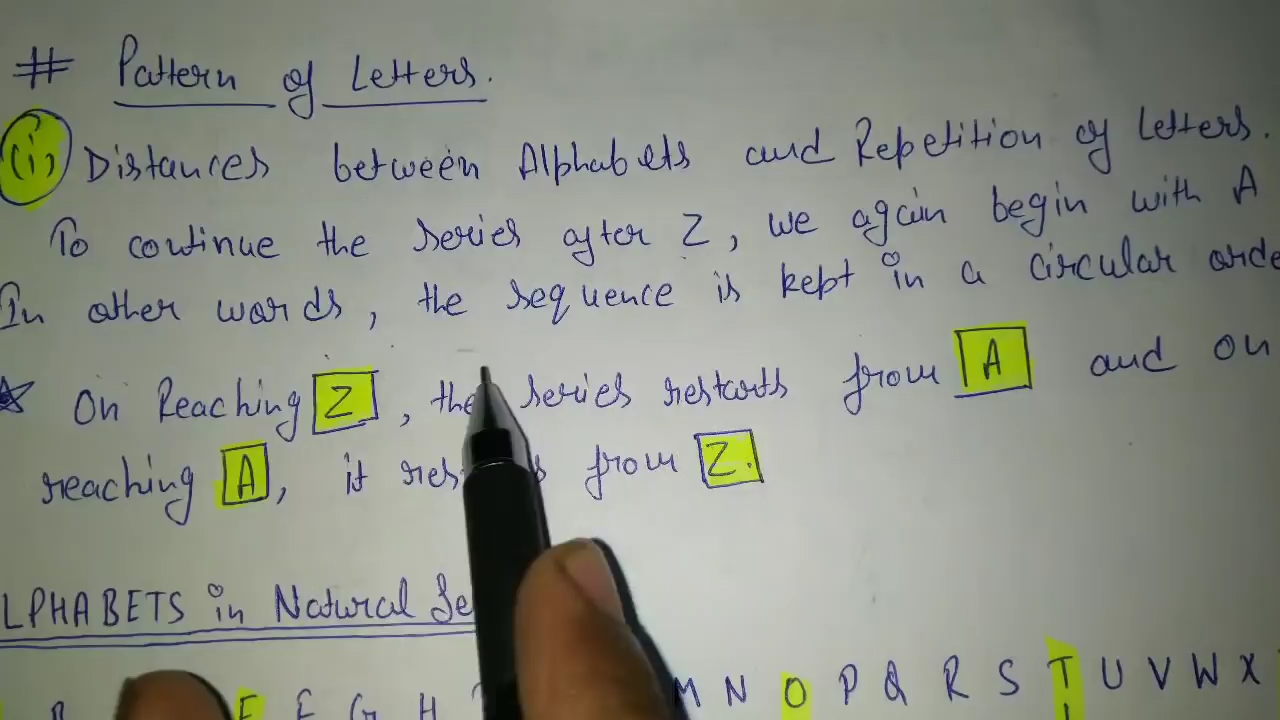 # Pattern of Letters.
(i) Distances between Alphabets and Repetition of Letters.
To continue the series after Z, we again begin with A
In other words, the sequence is kept in a circular orde
On Reaching Z, the series restarts from A and on
reaching A, it from Z.
LPHABETS in Natural Se
E G H M N O P Q R S T U V W X